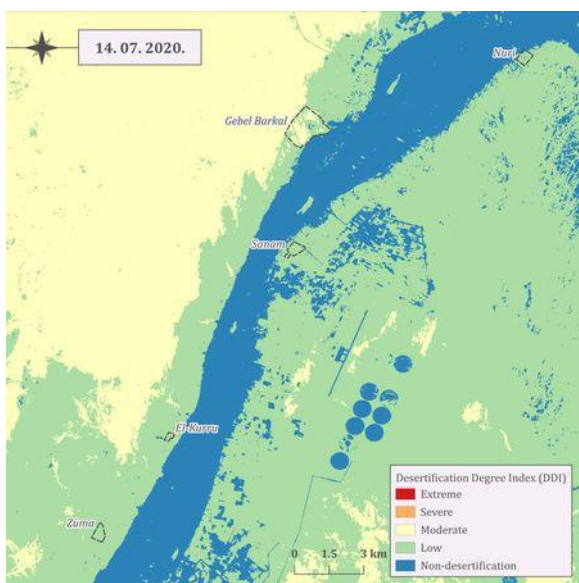 14. 07. 2020.
Nuri
Gebel Barkal
Sanam
El-Kurru
Zuma
Desertification Degree Index (DDI)
Extreme
Severe
Moderate
Low
Non-desertification
0 1.5 3 km